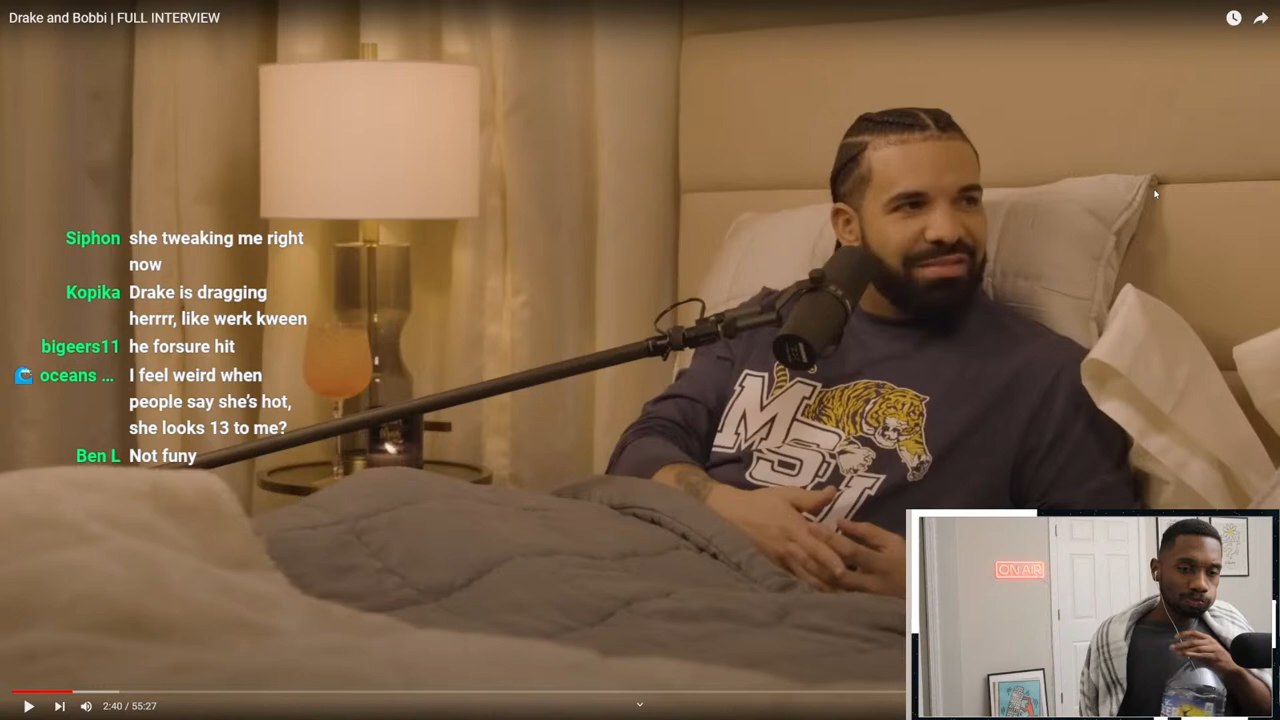 Drake and Bobbi | FULL INTERVIEW
Siphon she tweaking me right
now
Kopika Drake is dragging
herrrr, like werk kween
bigeers11 he forsure hit
oceans ... I feel weird when
people say she's hot,
she looks 13 to me?
Ben L Not funy
MSU
ON AIR
2:40 / 55:27